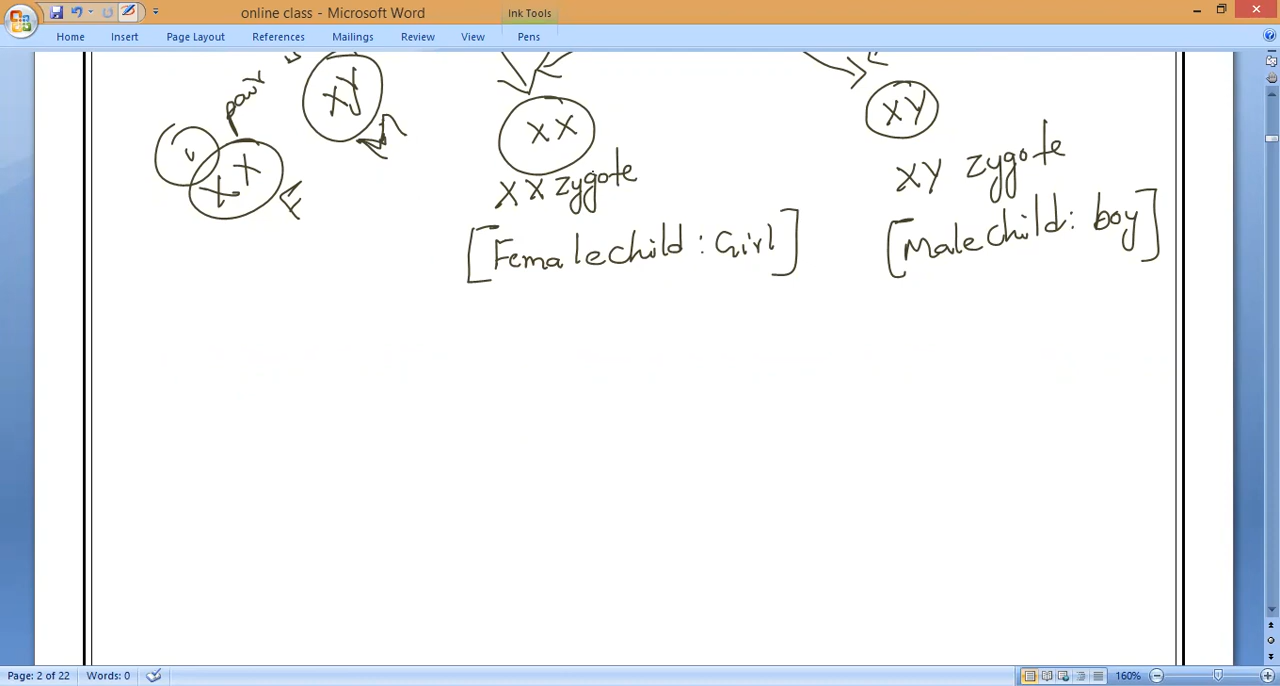 online class - Microsoft Word
Ink Tools
Home Insert Page Layout References Mailings Review View Pens
pair
XY
XX
XY
X X
XX zygote
XY zygote
[Femalechild : Girl]
[Malechild : boy]
Page: 2 of 22 Words: 0
160%